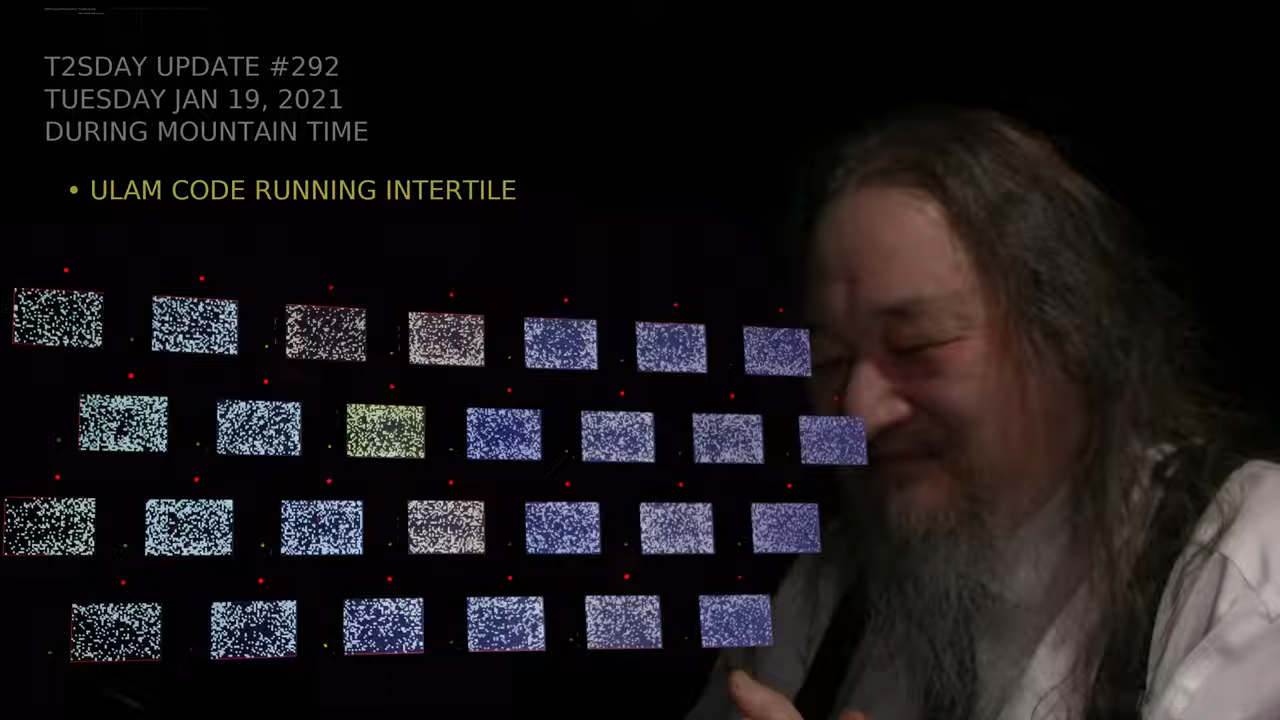 T2SDAY UPDATE #292
TUESDAY JAN 19, 2021
DURING MOUNTAIN TIME
• ULAM CODE RUNNING INTERTILE